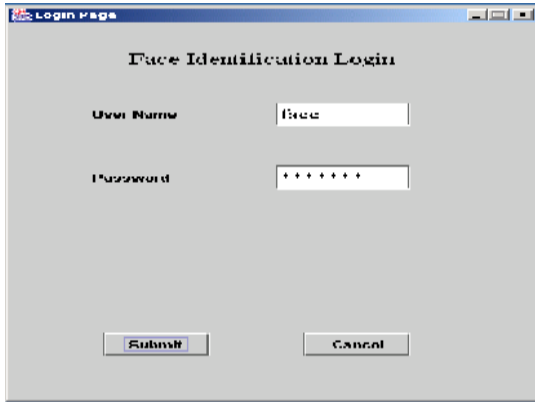 Login Page
Face Identification Login
User Name face
Password *******
Submit Cancel